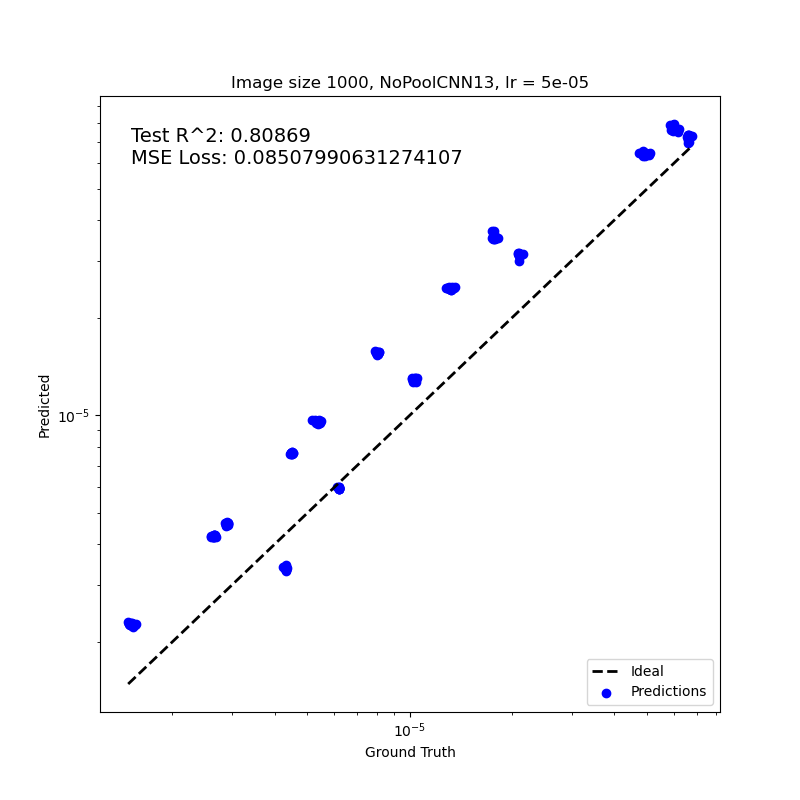 Image size 1000, NoPoolCNN13, lr = 5e-05
Test R^2: 0.80869
MSE Loss: 0.08507990631274107
Predicted
10⁻⁵
Ideal
Predictions
10⁻⁵
Ground Truth